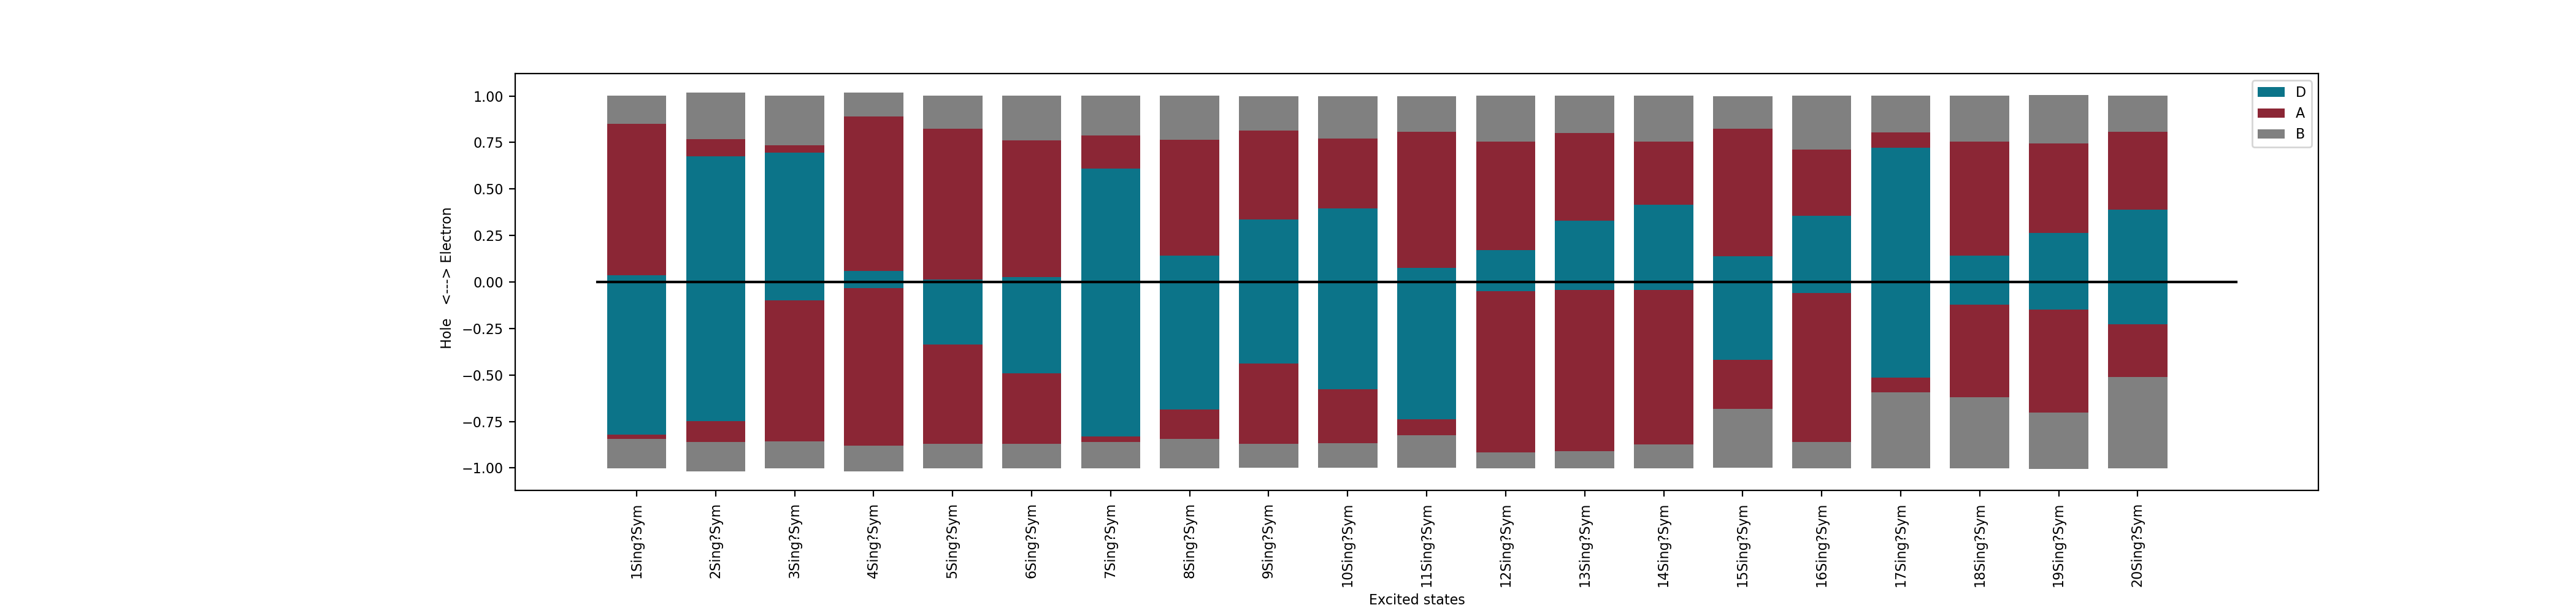 1.00
0.75
0.50
0.25
0.00
−0.25
−0.50
−0.75
−1.00
Hole <----> Electron
D
A
B
1Sing?Sym
2Sing?Sym
3Sing?Sym
4Sing?Sym
5Sing?Sym
6Sing?Sym
7Sing?Sym
8Sing?Sym
9Sing?Sym
10Sing?Sym
11Sing?Sym
12Sing?Sym
13Sing?Sym
14Sing?Sym
15Sing?Sym
16Sing?Sym
17Sing?Sym
18Sing?Sym
19Sing?Sym
20Sing?Sym
Excited states